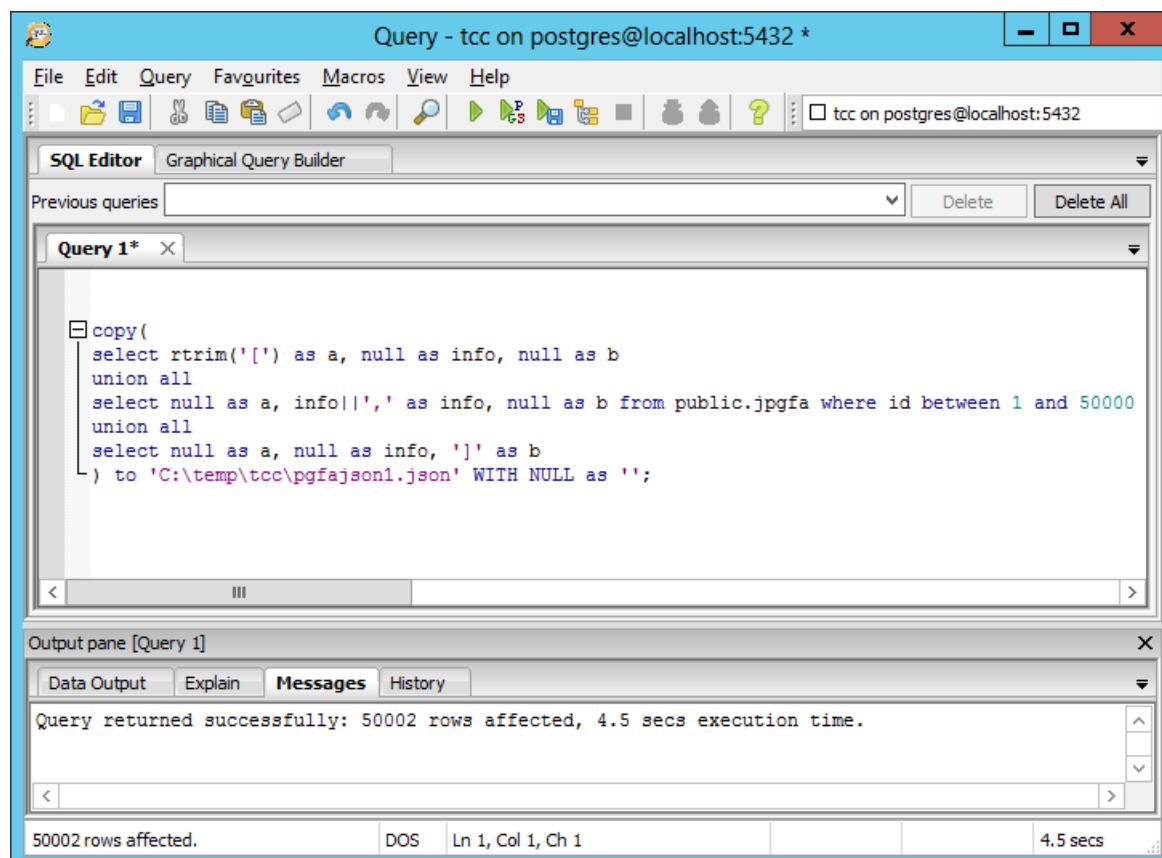 Query - tcc on postgres@localhost:5432 *
File Edit Query Favourites Macros View Help
tcc on postgres@localhost:5432
SQL Editor Graphical Query Builder
Previous queries Delete Delete All
Query 1*
copy(
select rtrim('[') as a, null as info, null as b
union all
select null as a, info||',' as info, null as b from public.jpgfa where id between 1 and 50000
union all
select null as a, null as info, ']' as b
) to 'C:\temp\tcc\pgfajson1.json' WITH NULL as '';
Output pane [Query 1]
Data Output Explain Messages History
Query returned successfully: 50002 rows affected, 4.5 secs execution time.
50002 rows affected. DOS Ln 1, Col 1, Ch 1 4.5 secs